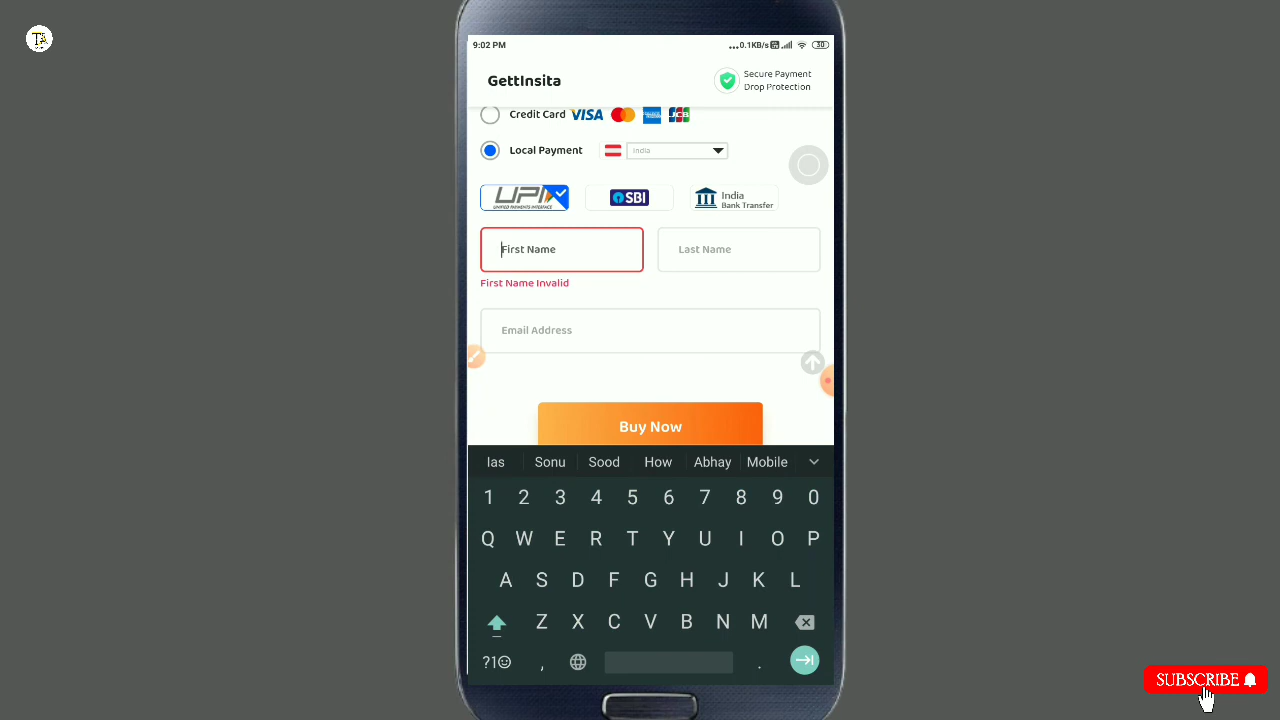 TA
9:02 PM
...0.1KB/s
30
GettInsita
Secure Payment
Drop Protection
Credit Card VISA JCB
Local Payment
India
UPI
UNIFIED PAYMENTS INTERFACE
SBI
India
Bank Transfer
First Name
Last Name
First Name Invalid
Email Address
Buy Now
Ias Sonu Sood How Abhay Mobile
1 2 3 4 5 6 7 8 9 0
Q W E R T Y U I O P
A S D F G H J K L
Z X C V B N M
?1☺ , .
SUBSCRIBE